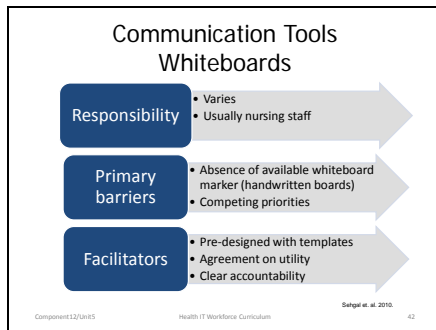 Communication Tools
Whiteboards
Responsibility
• Varies
• Usually nursing staff
Primary
barriers
• Absence of available whiteboard
marker (handwritten boards)
• Competing priorities
Facilitators
• Pre-designed with templates
• Agreement on utility
• Clear accountability
Sehgal et. al. 2010.
Component12/Unit5
Health IT Workforce Curriculum
42